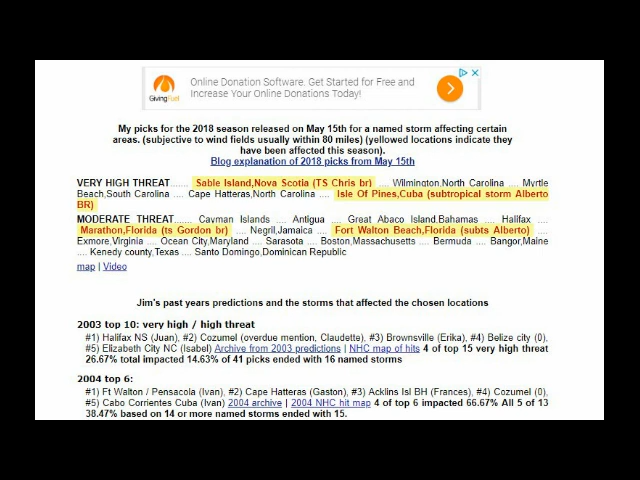 Online Donation Software: Get Started for Free and
Increase Your Online Donations Today!
GivingFuel
My picks for the 2018 season released on May 15th for a named storm affecting certain
areas. (subjective to wind fields usually within 80 miles) (yellowed locations indicate they
have been affected this season).
Blog explanation of 2018 picks from May 15th
VERY HIGH THREAT....... Sable Island,Nova Scotia (TS Chris br) .... Wilmington,North Carolina .... Myrtle
Beach,South Carolina .... Cape Hatteras,North Carolina .... Isle Of Pines,Cuba (subtropical storm Alberto
BR)
MODERATE THREAT....... Cayman Islands .... Antigua .... Great Abaco Island,Bahamas .... Halifax ....
Marathon,Florida (ts Gordon br) .... Negril,Jamaica .... Fort Walton Beach,Florida (subts Alberto) ....
Exmore,Virginia .... Ocean City,Maryland .... Sarasota .... Boston,Massachusetts .... Bermuda .... Bangor,Maine
.... Kenedy county,Texas .... Santo Domingo,Dominican Republic
map | Video
Jim's past years predictions and the storms that affected the chosen locations
2003 top 10: very high / high threat
#1) Halifax NS (Juan), #2) Cozumel (overdue mention, Claudette), #3) Brownsville (Erika), #4) Belize city (0),
#5) Elizabeth City NC (Isabel) Archive from 2003 predictions | NHC map of hits 4 of top 15 very high threat
26.67% total impacted 14.63% of 41 picks ended with 16 named storms
2004 top 6:
#1) Ft Walton / Pensacola (Ivan), #2) Cape Hatteras (Gaston), #3) Acklins Isl BH (Frances), #4) Cozumel (0),
#5) Cabo Corrientes Cuba (Ivan) 2004 archive | 2004 NHC hit map 4 of top 6 impacted 66.67% All 5 of 13
38.47% based on 14 or more named storms ended with 15.